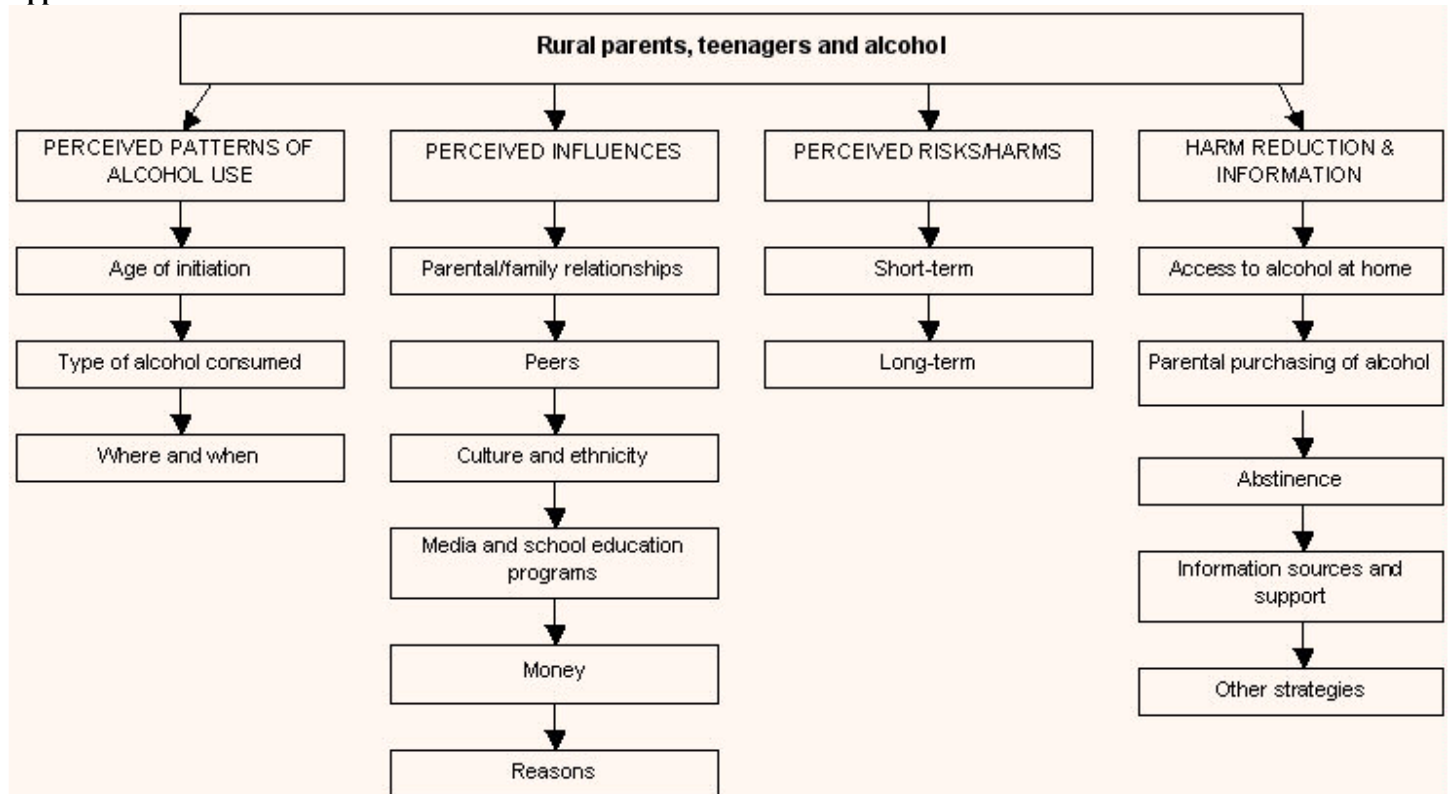 Rural parents, teenagers and alcohol
PERCEIVED PATTERNS OF
ALCOHOL USE
Age of initiation
Type of alcohol consumed
Where and when
PERCEIVED INFLUENCES
Parental/family relationships
Peers
Culture and ethnicity
Media and school education
programs
Money
Reasons
PERCEIVED RISKS/HARMS
Short-term
Long-term
HARM REDUCTION &
INFORMATION
Access to alcohol at home
Parental purchasing of alcohol
Abstinence
Information sources and
support
Other strategies